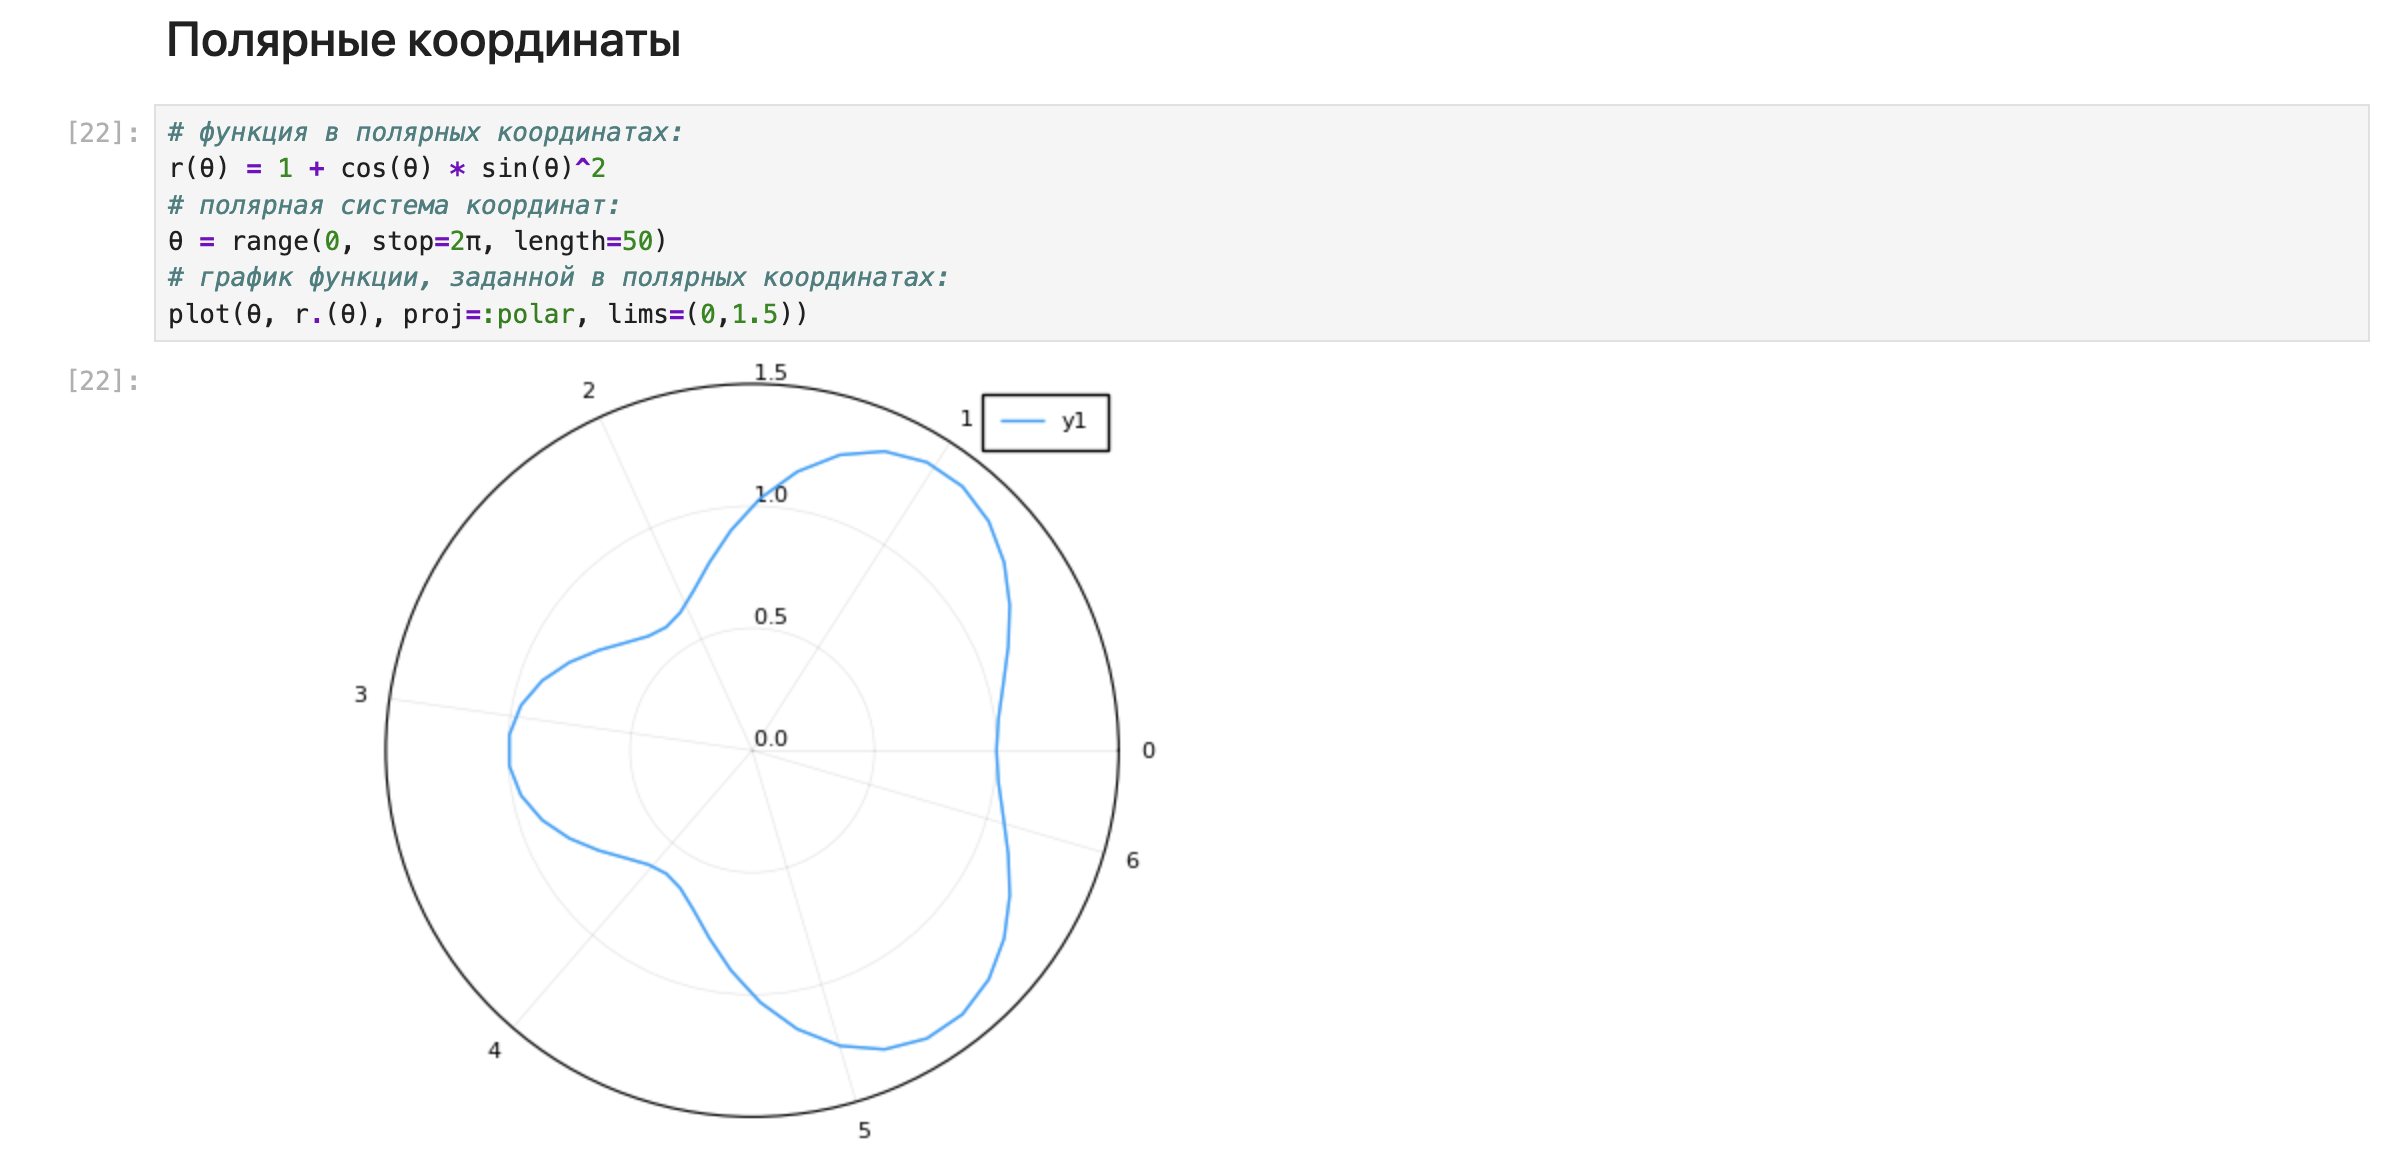 Полярные координаты
[22]:
# функция в полярных координатах:
r(θ) = 1 + cos(θ) * sin(θ)^2
# полярная система координат:
θ = range(0, stop=2π, length=50)
# график функции, заданной в полярных координатах:
plot(θ, r.(θ), proj=:polar, lims=(0,1.5))
[22]:
1.5
2
1
y1
1.0
0.5
3
0.0
0
6
4
5